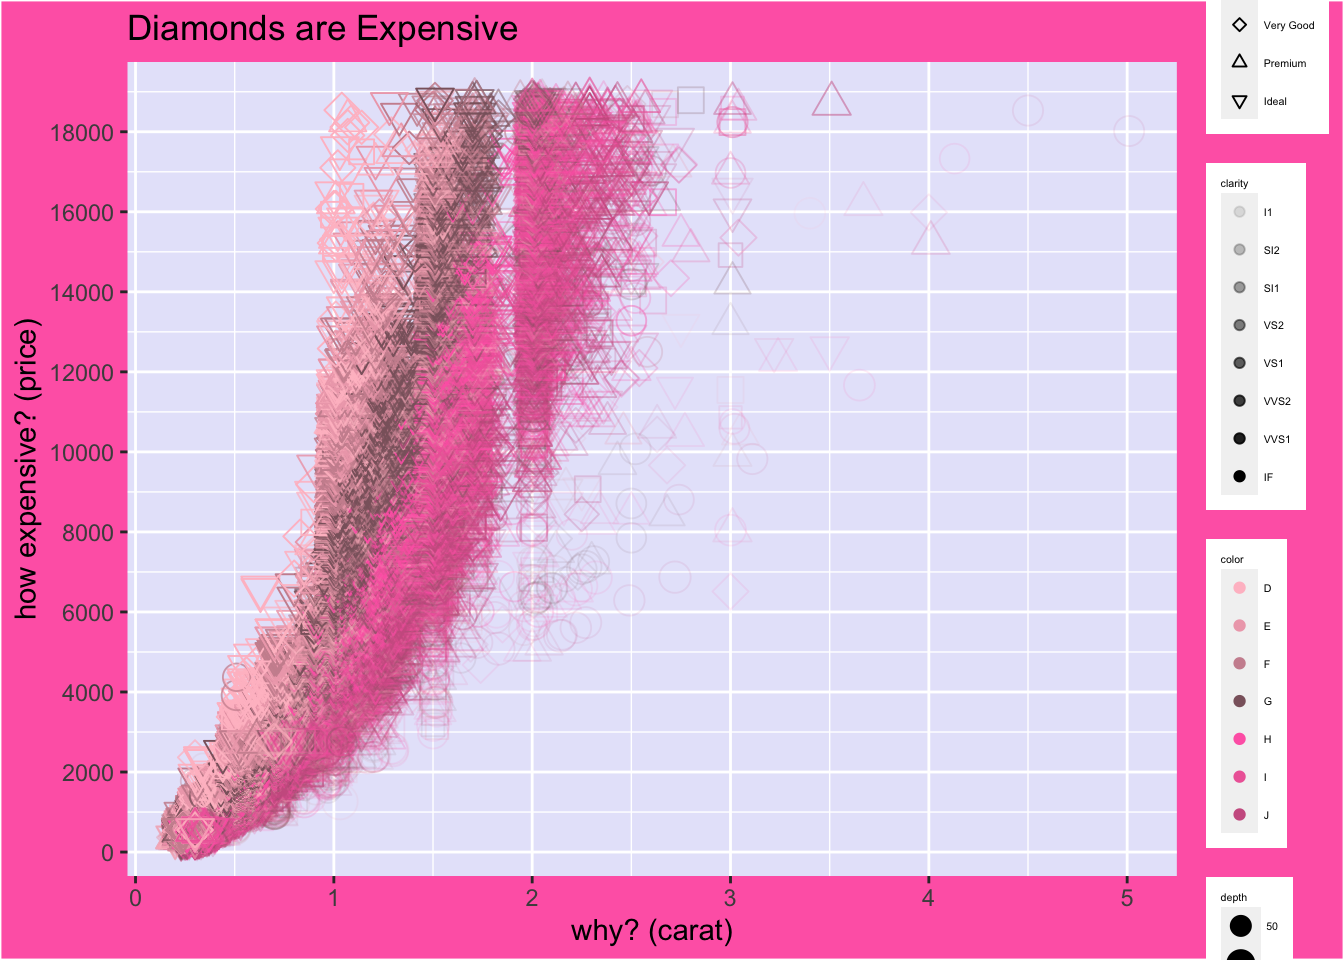 Diamonds are Expensive
how expensive? (price)
18000
16000
14000
12000
10000
8000
6000
4000
2000
0
0 1 2 3 4 5
why? (carat)
Very Good
Premium
Ideal
clarity
I1
SI2
SI1
VS2
VS1
VVS2
VVS1
IF
color
D
E
F
G
H
I
J
depth
50